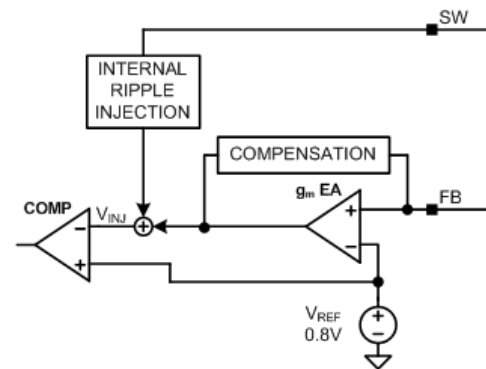 SW
INTERNAL
RIPPLE
INJECTION
COMPENSATION
gm EA
FB
COMP
VINJ
+
+
−
−
+
VREF
0.8V
+
−